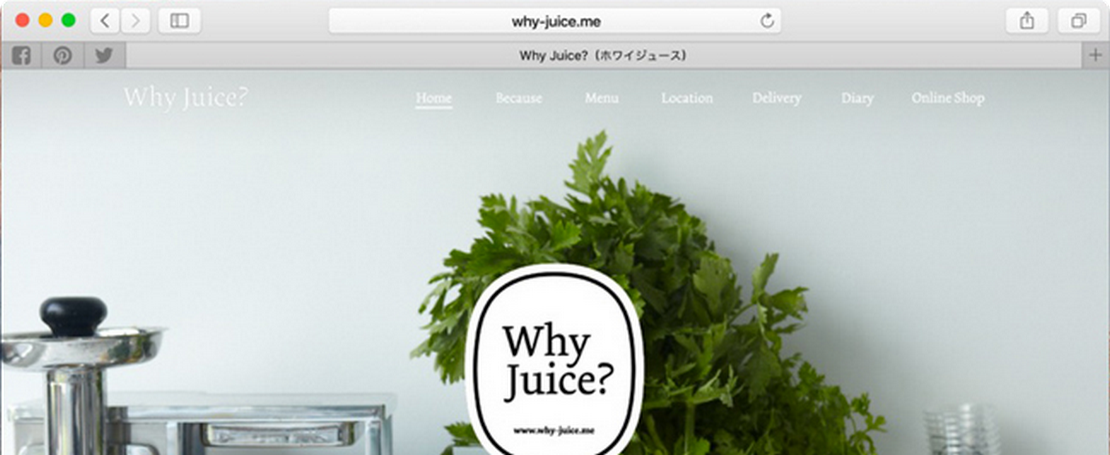 why-juice.me
Why Juice?（ホワイジュース）
Why Juice?
Home Because Menu Location Delivery Diary Online Shop
Why
Juice?
www.why-juice.me